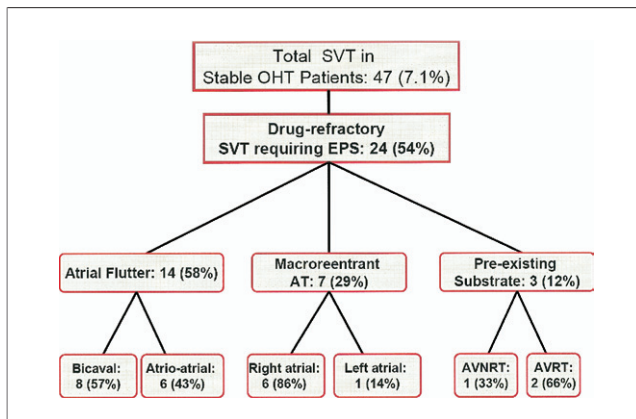 Total SVT in
Stable OHT Patients: 47 (7.1%)
Drug-refractory
SVT requiring EPS: 24 (54%)
Atrial Flutter: 14 (58%)
Macroreentrant
AT: 7 (29%)
Pre-existing
Substrate: 3 (12%)
Bicaval:
8 (57%)
Atrio-atrial:
6 (43%)
Right atrial:
6 (86%)
Left atrial:
1 (14%)
AVNRT:
1 (33%)
AVRT:
2 (66%)